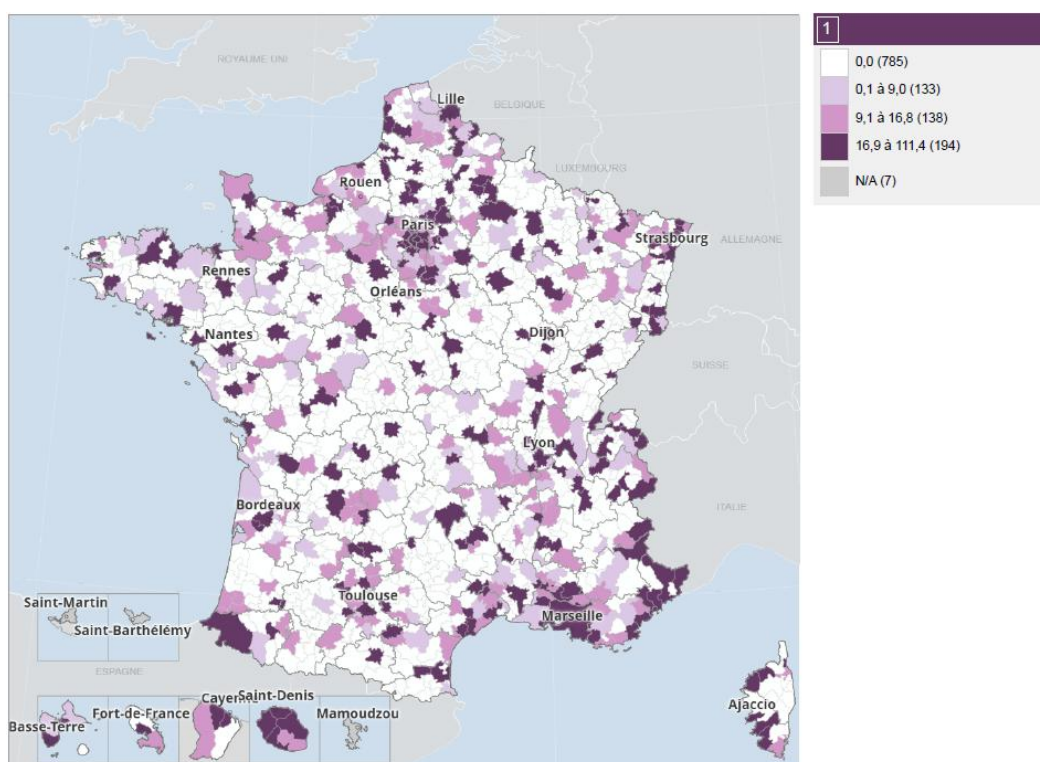 1
0,0 (785)
0,1 à 9,0 (133)
9,1 à 16,8 (138)
16,9 à 111,4 (194)
N/A (7)
ROYAUME UNI
Lille
BELGIQUE
LUXEMBOURG
Rouen
Paris
Strasbourg
ALLEMAGNE
Rennes
Orléans
Nantes
Dijon
SUISSE
Lyon
Bordeaux
ITALIE
Toulouse
Marseille
Saint-Martin
Saint-Barthélémy
ESPAGNE
Cayenne
Saint-Denis
Ajaccio
Basse-Terre
Fort-de-France
Mamoudzou